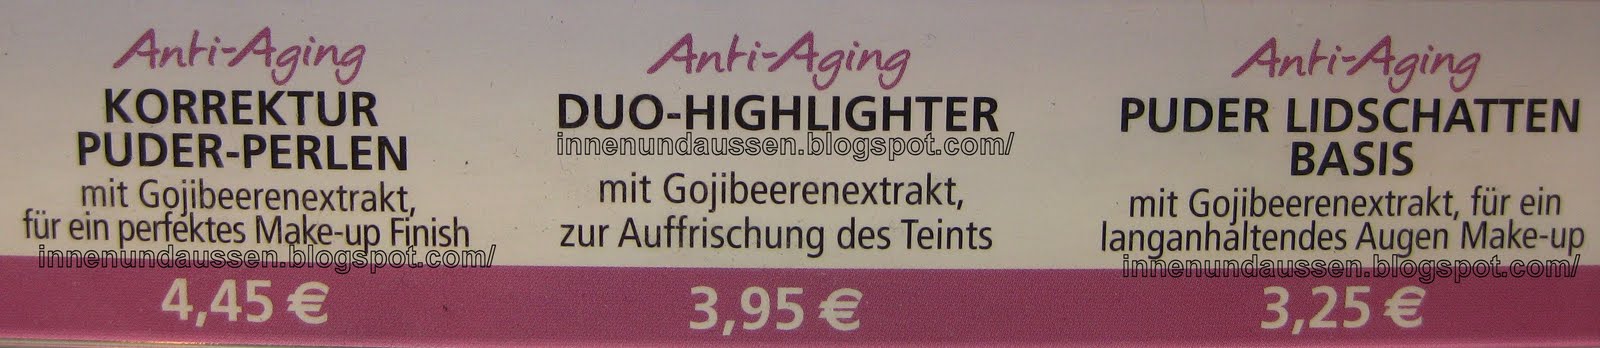 Anti-Aging
KORREKTUR
PUDER-PERLEN
mit Gojibeerenextrakt,
für ein perfektes Make-up Finish
innenundaussen.blogspot.com/
4,45 €
Anti-Aging
DUO-HIGHLIGHTER
innenundaussen.blogspot.com/
mit Gojibeerenextrakt,
zur Auffrischung des Teints
3,95 €
Anti-Aging
PUDER LIDSCHATTEN
BASIS
mit Gojibeerenextrakt, für ein
langanhaltendes Augen Make-up
innenundaussen.blogspot.com/
3,25 €